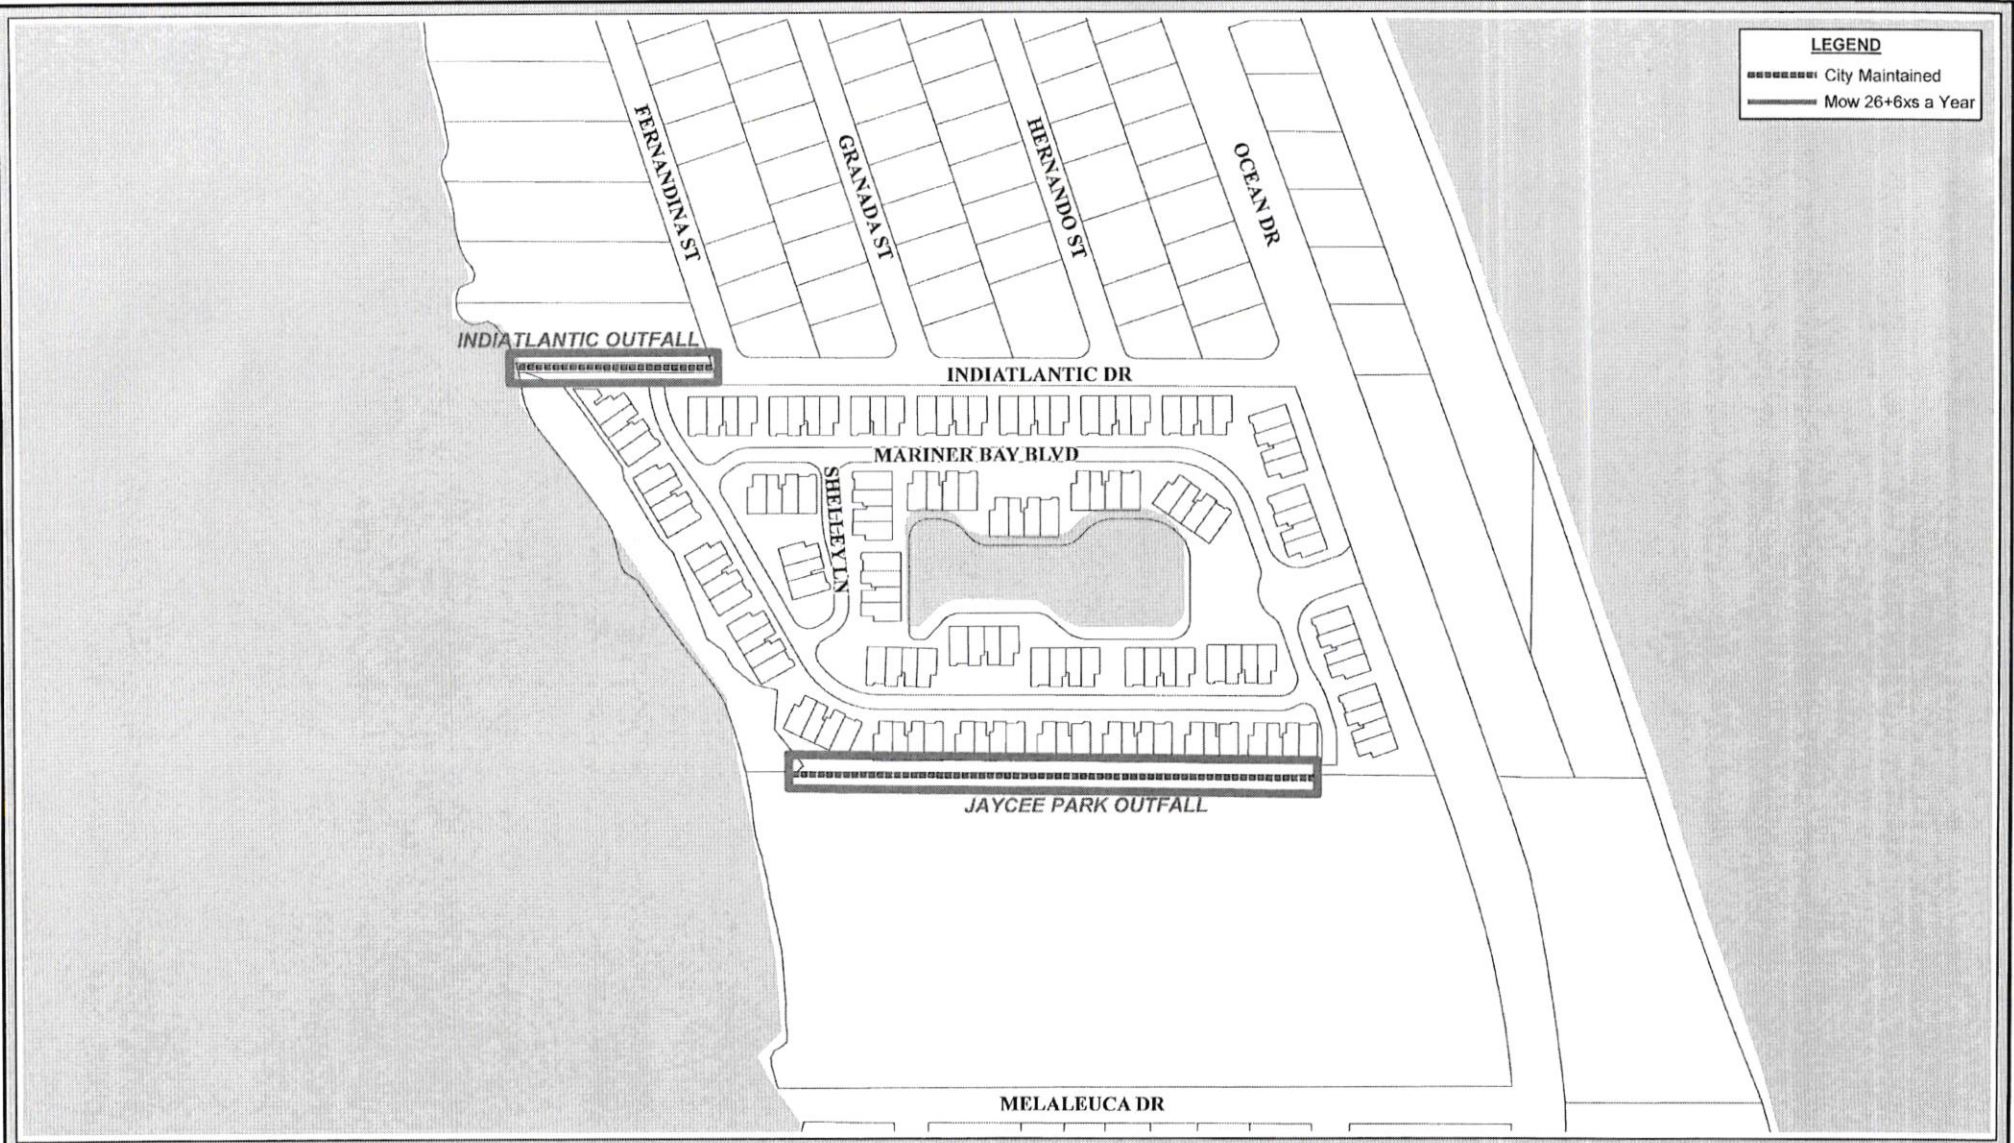 LEGEND
City Maintained
Mow 26+6xs a Year
FERNANDINA ST
GRANADA ST
HERNANDO ST
OCEAN DR
INDIATLANTIC OUTFALL
INDIATLANTIC DR
MARINER BAY BLVD
SHELLEY LN
JAYCEE PARK OUTFALL
MELALEUCA DR